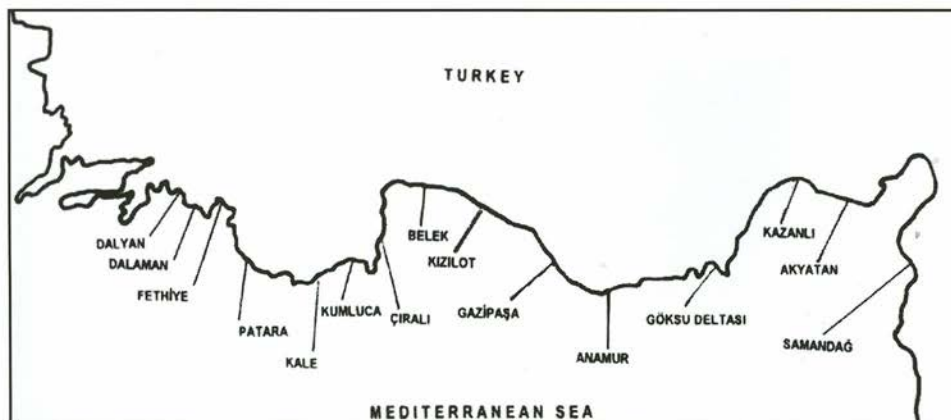 TURKEY
DALYAN
DALAMAN
FETHİYE
PATARA
KALE
KUMLUCA
ÇIRALI
BELEK
KIZILOT
GAZİPAŞA
ANAMUR
GÖKSU DELTASI
KAZANLI
AKYATAN
SAMANDAĞ
MEDITERRANEAN SEA